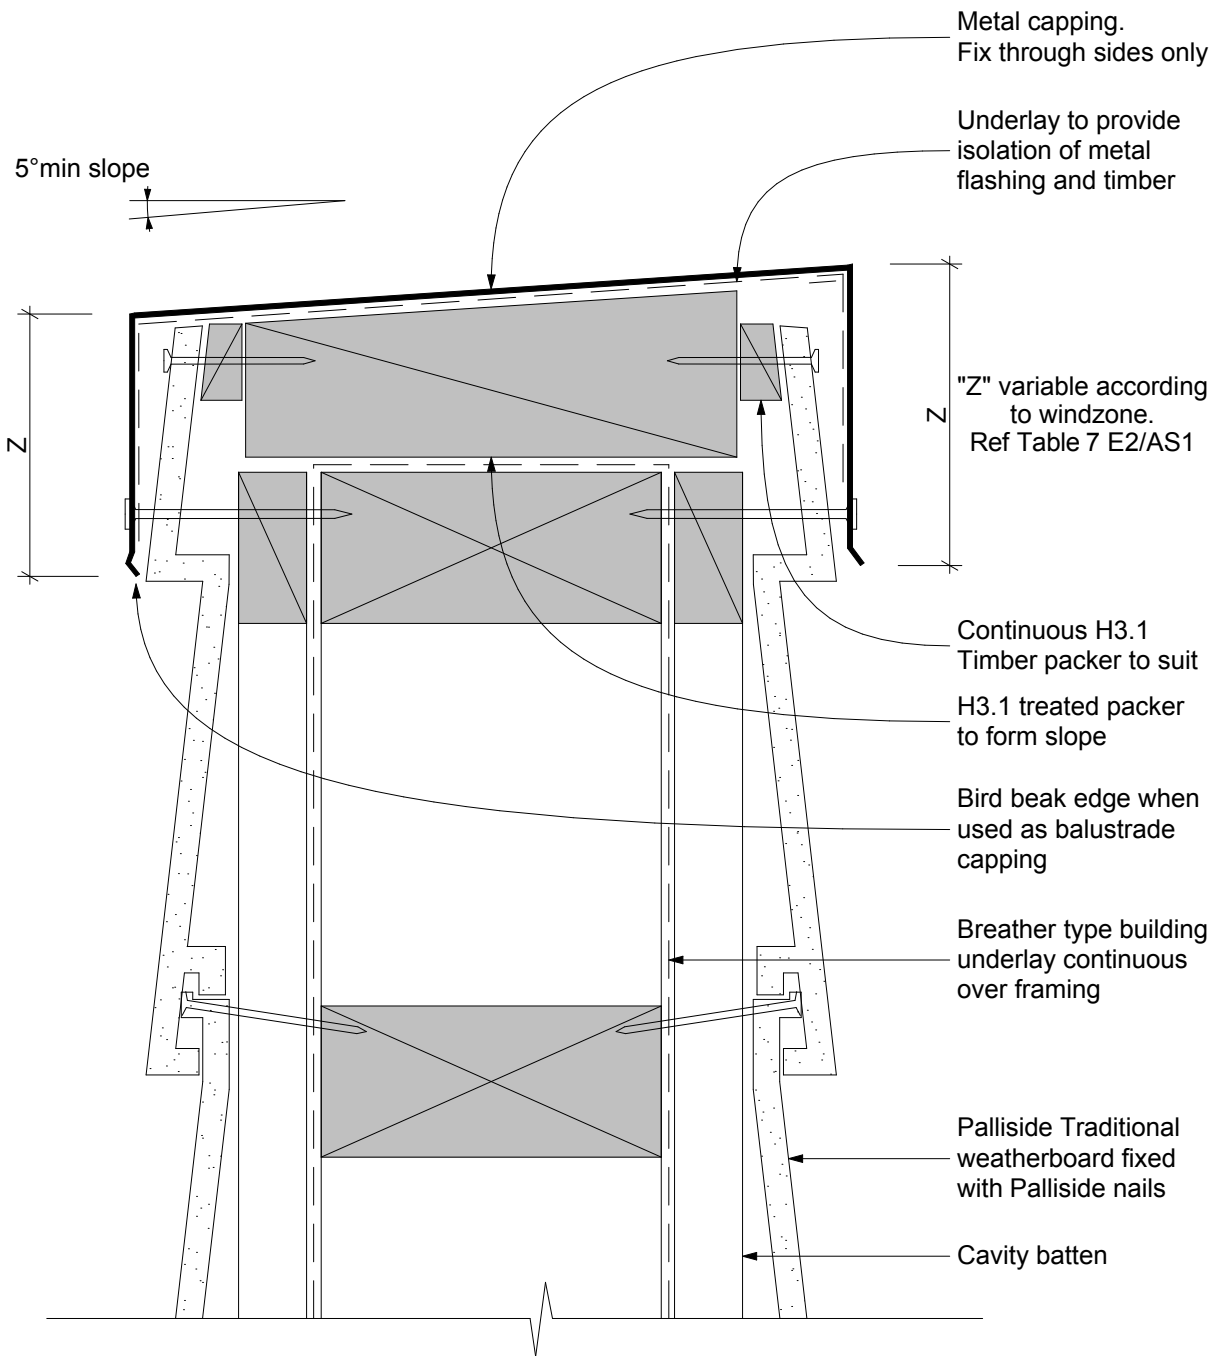 Metal capping.
Fix through sides only
Underlay to provide
isolation of metal
flashing and timber
5°min slope
Z
Z
"Z" variable according
to windzone.
Ref Table 7 E2/AS1
Continuous H3.1
Timber packer to suit
H3.1 treated packer
to form slope
Bird beak edge when
used as balustrade
capping
Breather type building
underlay continuous
over framing
Palliside Traditional
weatherboard fixed
with Palliside nails
Cavity batten